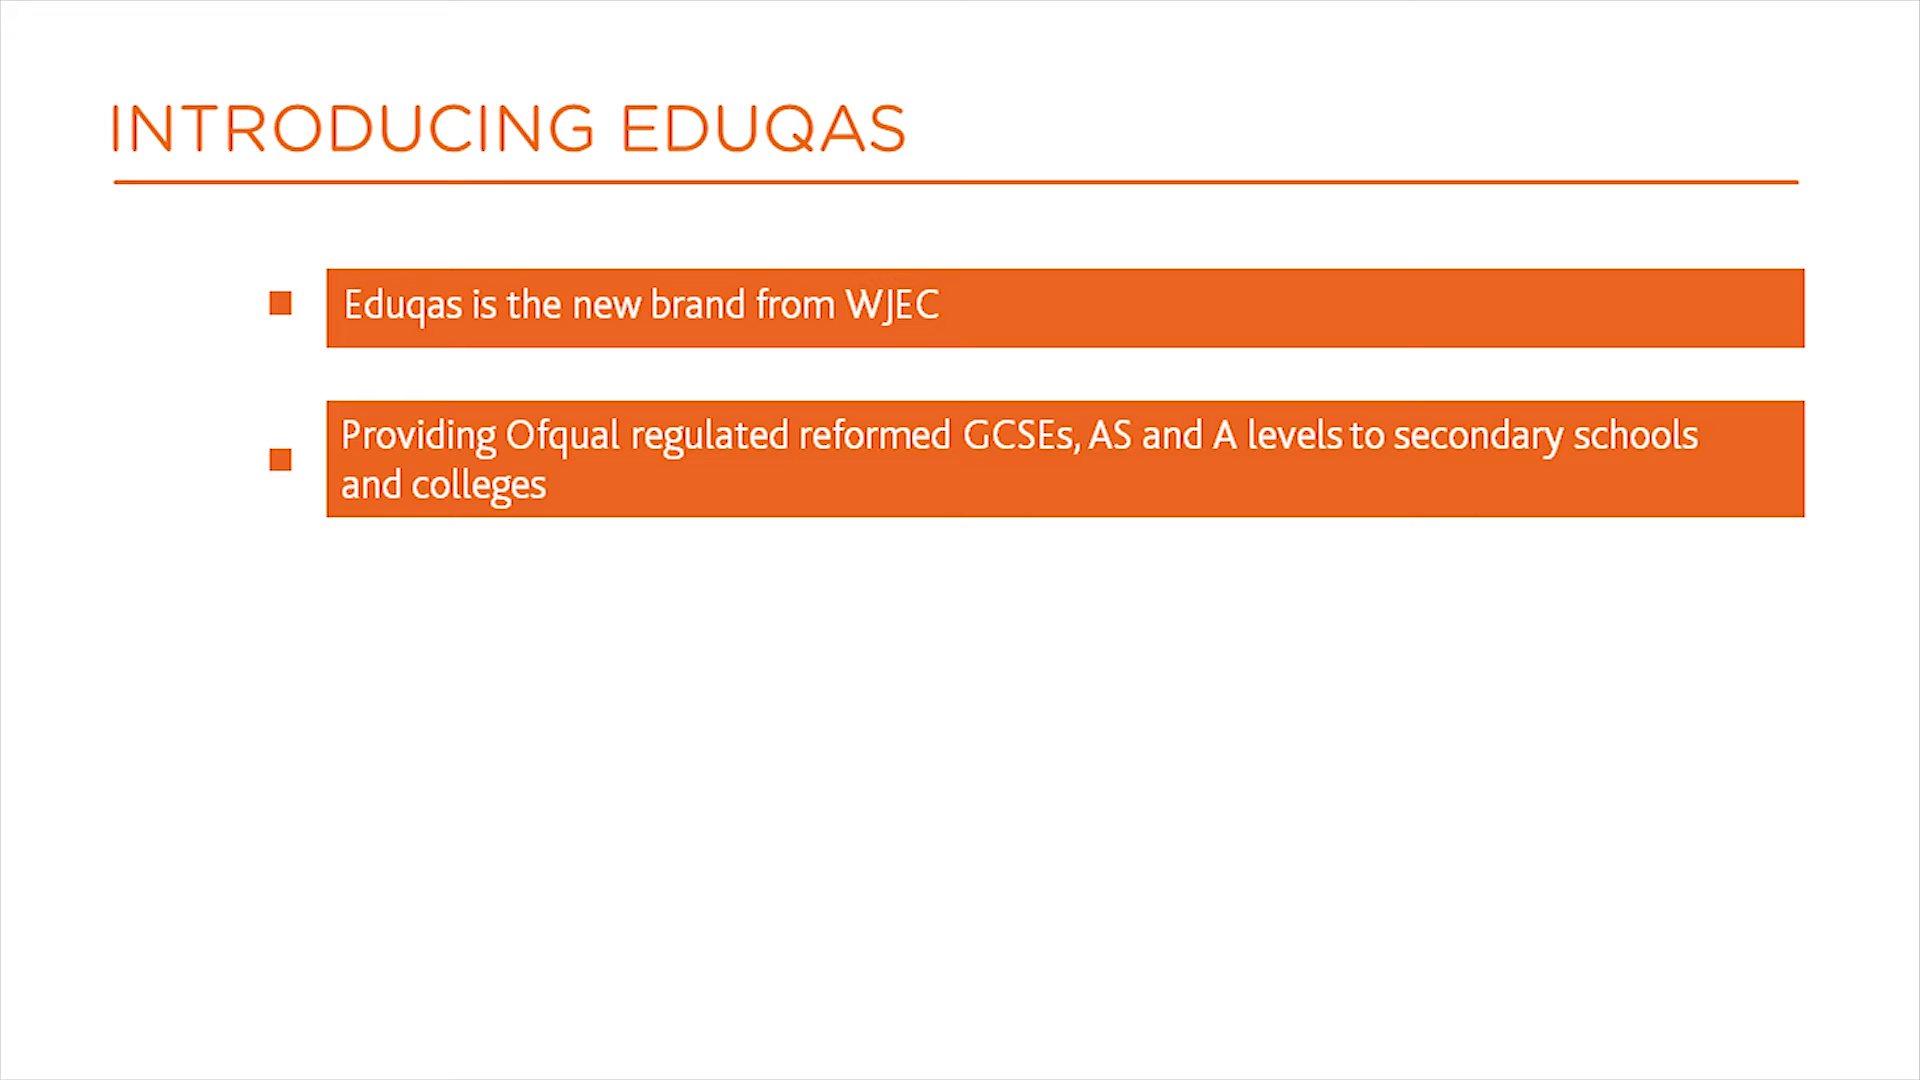 INTRODUCING EDUQAS
Eduqas is the new brand from WJEC
Providing Ofqual regulated reformed GCSEs, AS and A levels to secondary schools
and colleges